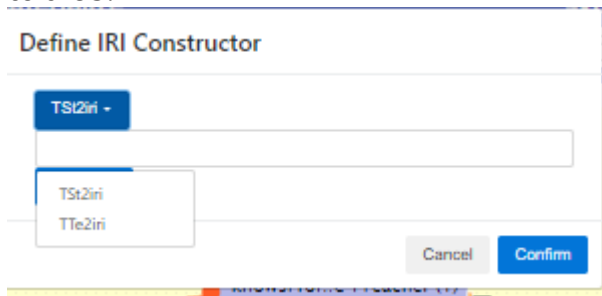 Define IRI Constructor
TSt2iri
TSt2iri
TTe2iri
Cancel
Confirm